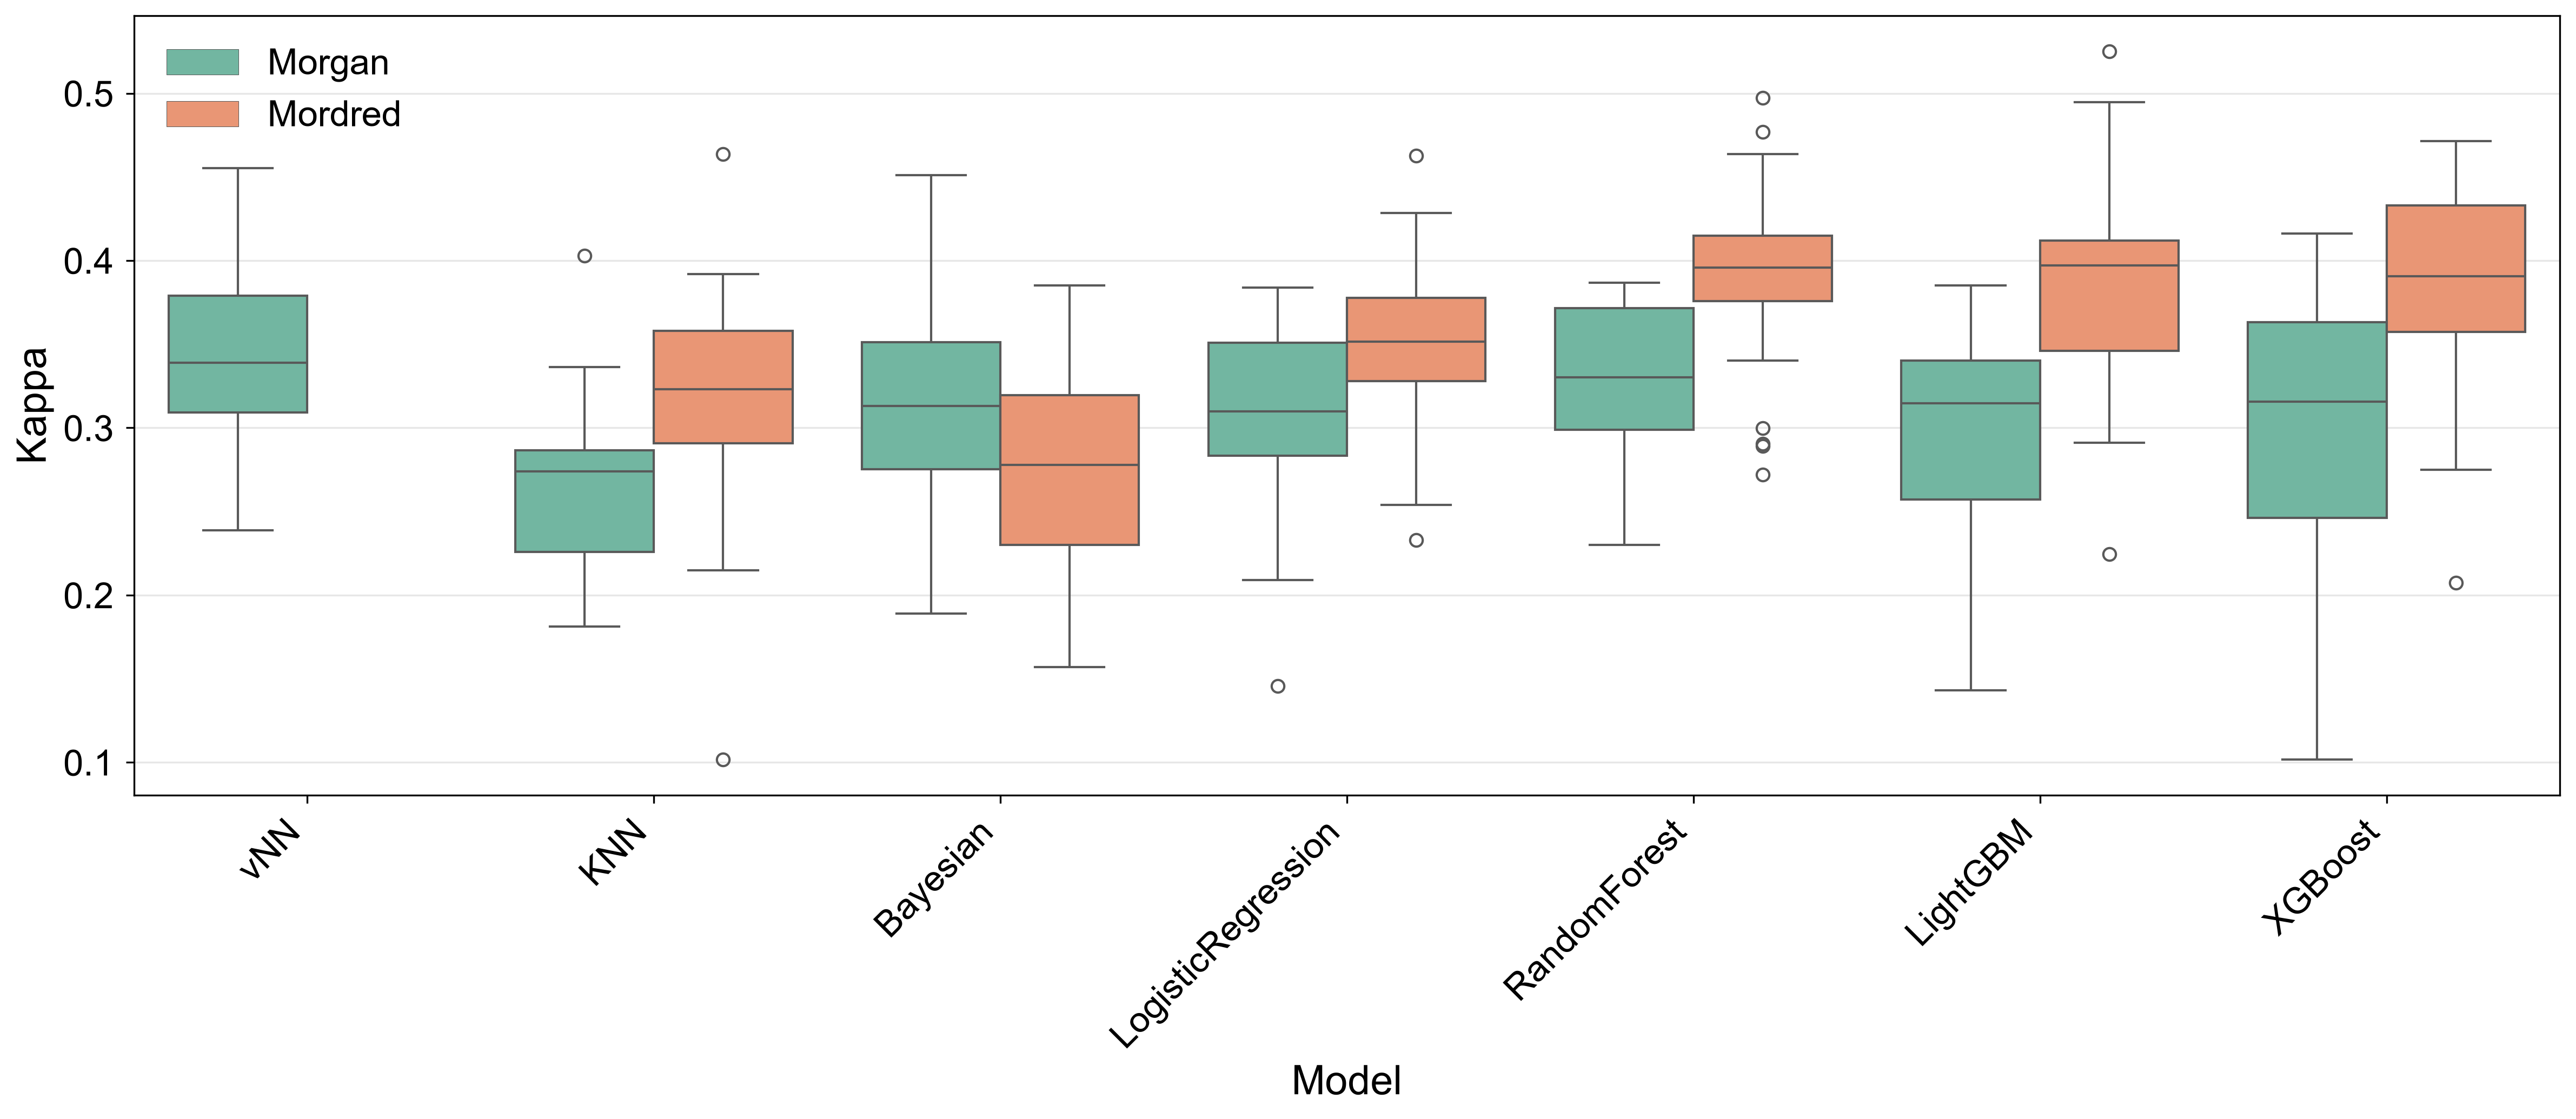 Morgan
Mordred
0.5
0.4
0.3
0.2
0.1
Kappa
vNN
KNN
Bayesian
LogisticRegression
RandomForest
LightGBM
XGBoost
Model